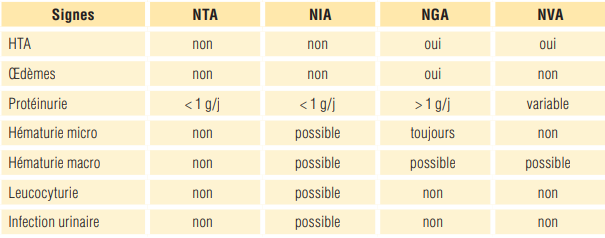 Signes NTA NIA NGA NVA
HTA non non oui oui
Œdèmes non non oui non
Protéinurie < 1 g/j < 1 g/j > 1 g/j variable
Hématurie micro non possible toujours non
Hématurie macro non possible possible possible
Leucocyturie non possible non non
Infection urinaire non possible non non